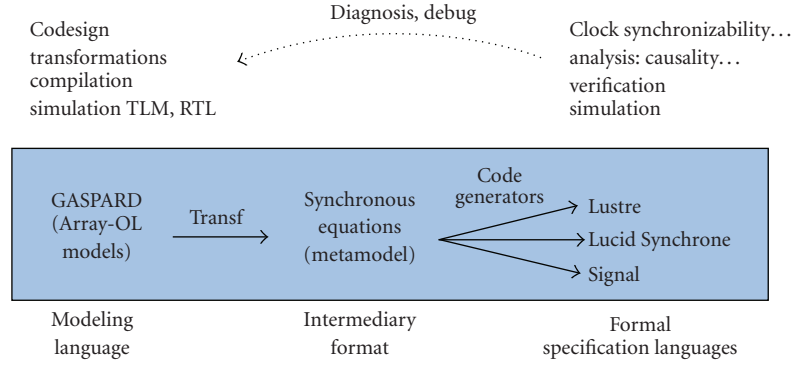 Diagnosis, debug
Codesign
transformations
compilation
simulation TLM, RTL
Clock synchronizability...
analysis: causality...
verification
simulation
GASPARD
(Array-OL
models)
Transf
Synchronous
equations
(metamodel)
Code
generators
Lustre
Lucid Synchrone
Signal
Modeling
language
Intermediary
format
Formal
specification languages